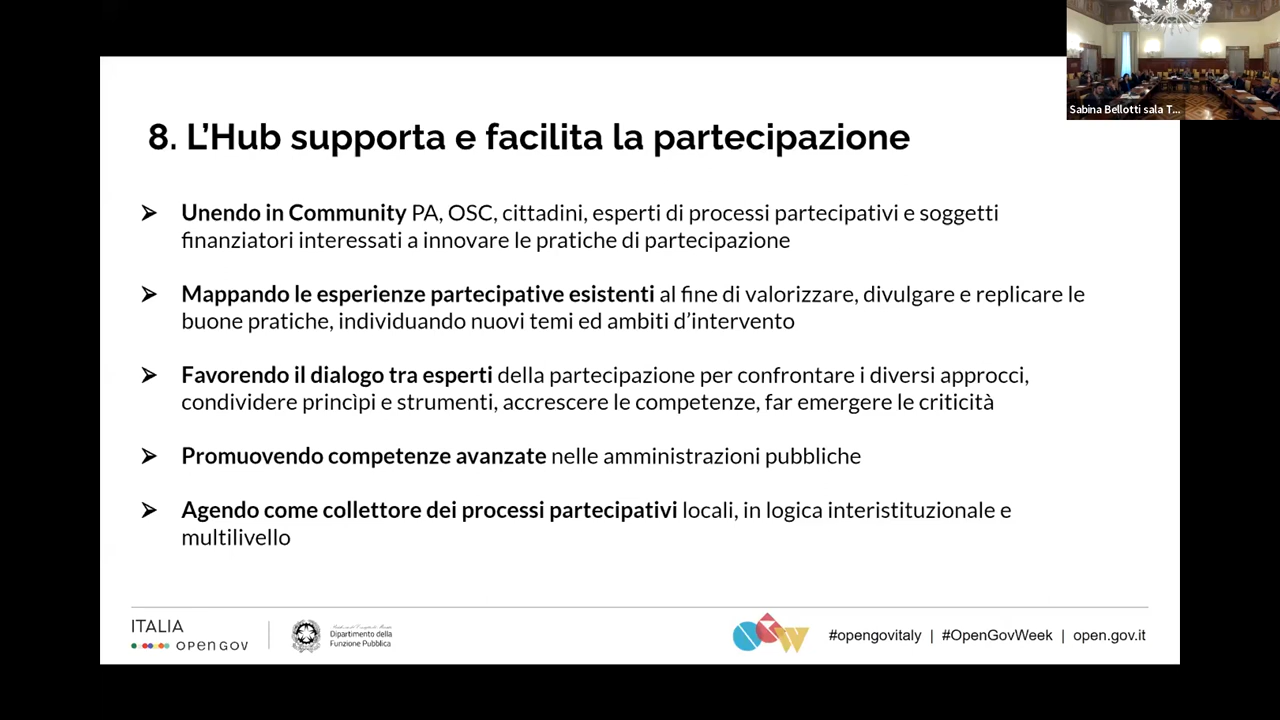 Sabina Bellotti sala T...
8. L’Hub supporta e facilita la partecipazione
➢ Unendo in Community PA, OSC, cittadini, esperti di processi partecipativi e soggetti
finanziatori interessati a innovare le pratiche di partecipazione
➢ Mappando le esperienze partecipative esistenti al fine di valorizzare, divulgare e replicare le
buone pratiche, individuando nuovi temi ed ambiti d’intervento
➢ Favorendo il dialogo tra esperti della partecipazione per confrontare i diversi approcci,
condividere princìpi e strumenti, accrescere le competenze, far emergere le criticità
➢ Promuovendo competenze avanzate nelle amministrazioni pubbliche
➢ Agendo come collettore dei processi partecipativi locali, in logica interistituzionale e
multilivello
ITALIA
OPEN GOV
Dipartimento della
Funzione Pubblica
#opengovitaly | #OpenGovWeek | open.gov.it